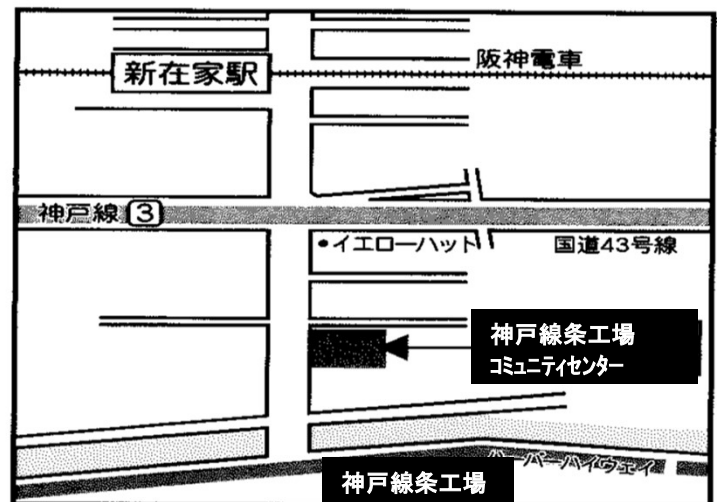 阪神電車
新在家駅
神戸線 3
・イエローハット
国道43号線
神戸線条工場
コミュニティセンター
ハーバーハイウェイ
神戸線条工場